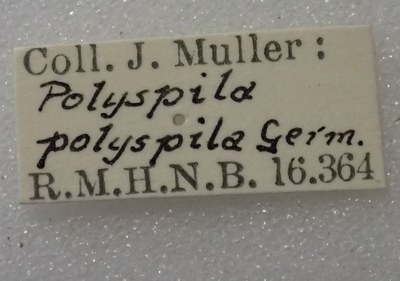 Coll. J. Muller:
Polyspila
polyspila Germ.
R.M.H.N.B. 16.364